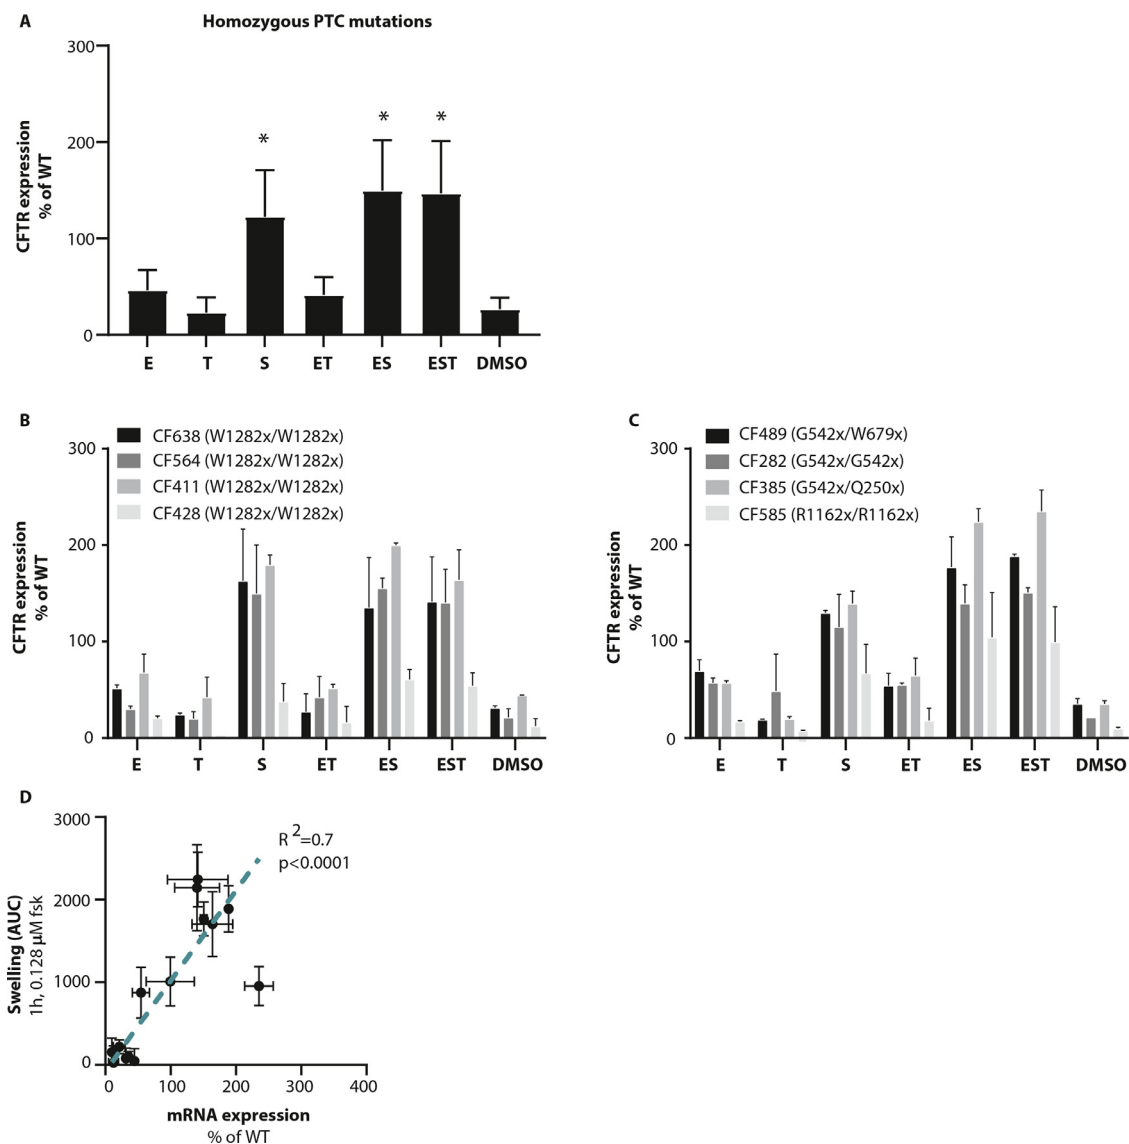 A
Homozygous PTC mutations
300
200
100
0
CFTR expression
% of WT
* * *
E T S ET ES EST DMSO
B
CF638 (W1282x/W1282x)
CF564 (W1282x/W1282x)
CF411 (W1282x/W1282x)
CF428 (W1282x/W1282x)
300
200
100
0
CFTR expression
% of WT
E T S ET ES EST DMSO
C
CF489 (G542x/W679x)
CF282 (G542x/G542x)
CF385 (G542x/Q250x)
CF585 (R1162x/R1162x)
300
200
100
0
CFTR expression
% of WT
E T S ET ES EST DMSO
D
3000
2000
1000
0
Swelling (AUC)
1h, 0.128 μM fsk
R 2=0.7
p<0.0001
0 100 200 300 400
mRNA expression
% of WT